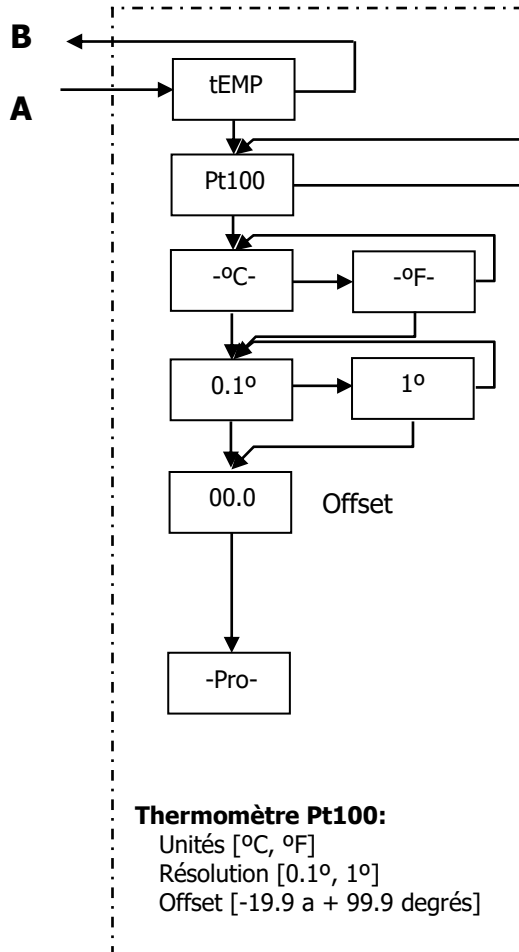 B
tEMP
A
Pt100
-ºC-
-ºF-
0.1º
1º
00.0
Offset
-Pro-
Thermomètre Pt100:
Unités [ºC, ºF]
Résolution [0.1º, 1º]
Offset [-19.9 a + 99.9 degrés]